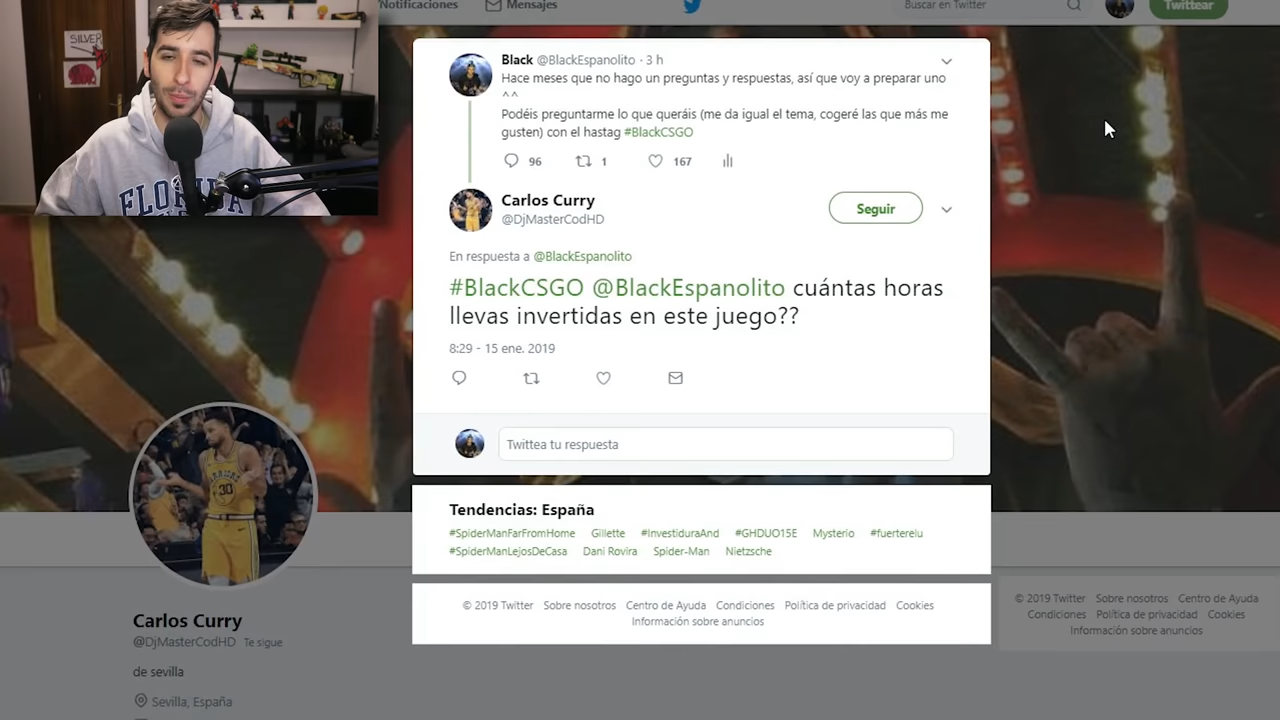 Notificaciones
Mensajes
Buscar en Twitter
Twittear
SILVER
FLORIDA
Black @BlackEspanolito · 3 h
Hace meses que no hago un preguntas y respuestas, así que voy a preparar uno
^^
Podéis preguntarme lo que queráis (me da igual el tema, cogeré las que más me
gusten) con el hastag #BlackCSGO
96 1 167
Carlos Curry
@DjMasterCodHD
Seguir
En respuesta a @BlackEspanolito
#BlackCSGO @BlackEspanolito cuántas horas
llevas invertidas en este juego??
8:29 - 15 ene. 2019
Twittea tu respuesta
Tendencias: España
#SpiderManFarFromHome Gillette #InvestiduraAnd #GHDUO15E Mysterio #fuertereIu
#SpiderManLejosDeCasa Dani Rovira Spider-Man Nietzsche
© 2019 Twitter Sobre nosotros Centro de Ayuda Condiciones Política de privacidad Cookies
Información sobre anuncios
30
Carlos Curry
@DjMasterCodHD Te sigue
de sevilla
Sevilla, España
© 2019 Twitter Sobre nosotros Centro de Ayuda
Condiciones Política de privacidad Cookies
Información sobre anuncios